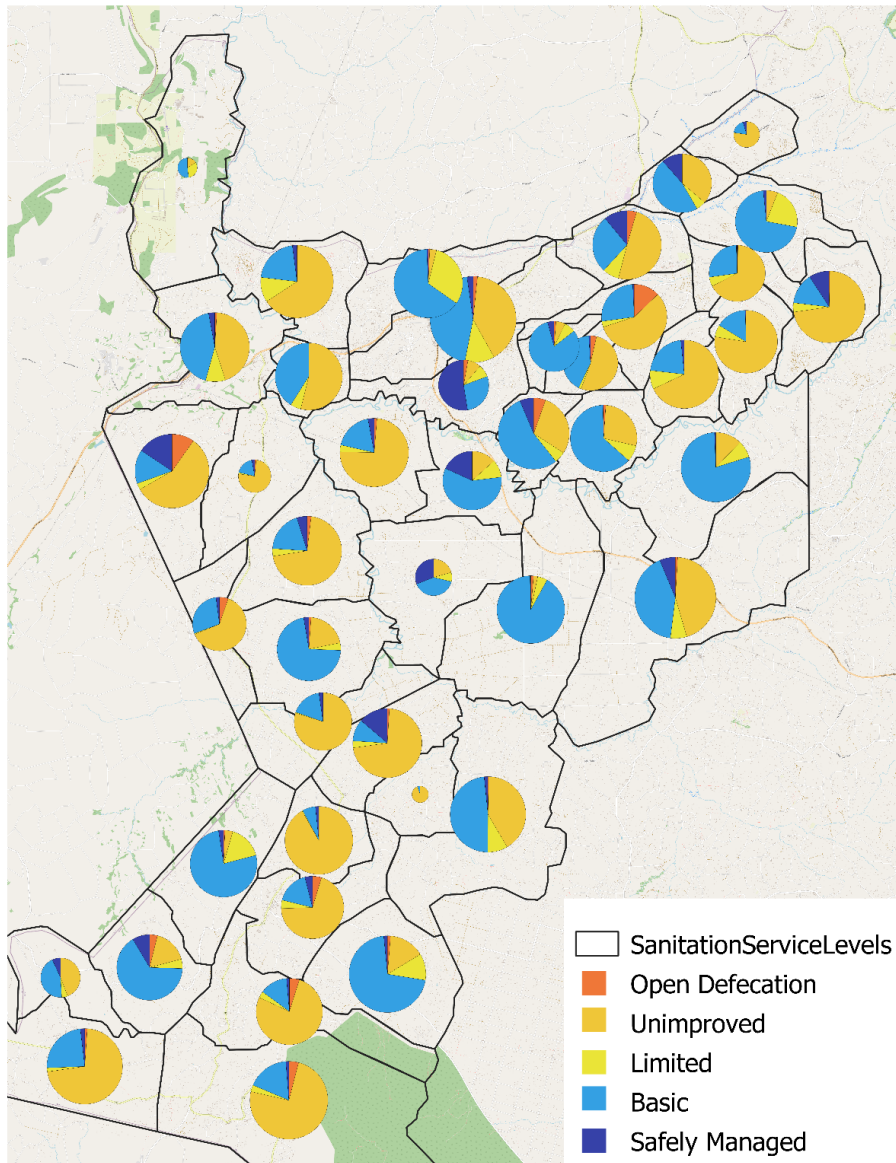 SanitationServiceLevels
Open Defecation
Unimproved
Limited
Basic
Safely Managed